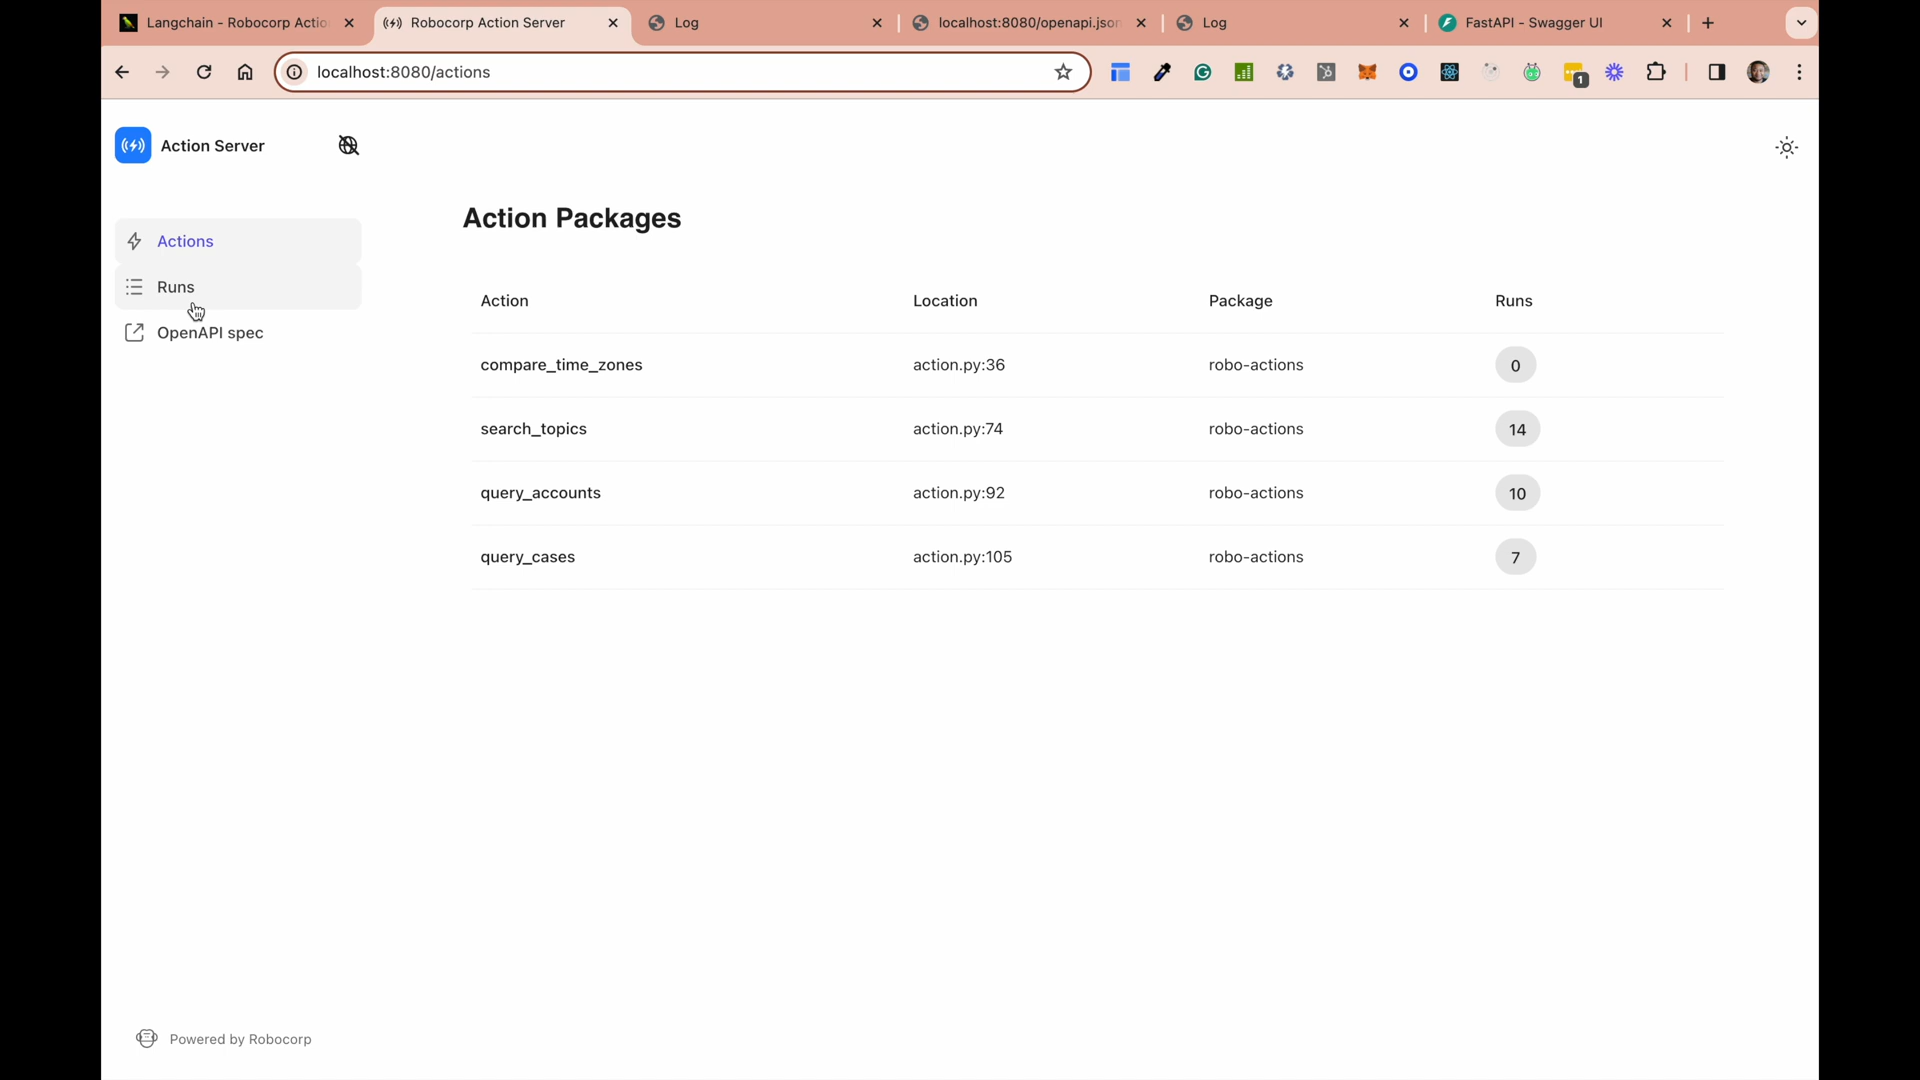 Langchain - Robocorp Actio
Robocorp Action Server
Log
localhost:8080/openapi.json
Log
FastAPI - Swagger UI
localhost:8080/actions
1
Action Server
Actions
Runs
OpenAPI spec
Action Packages
Action Location Package Runs
compare_time_zones action.py:36 robo-actions 0
search_topics action.py:74 robo-actions 14
query_accounts action.py:92 robo-actions 10
query_cases action.py:105 robo-actions 7
Powered by Robocorp